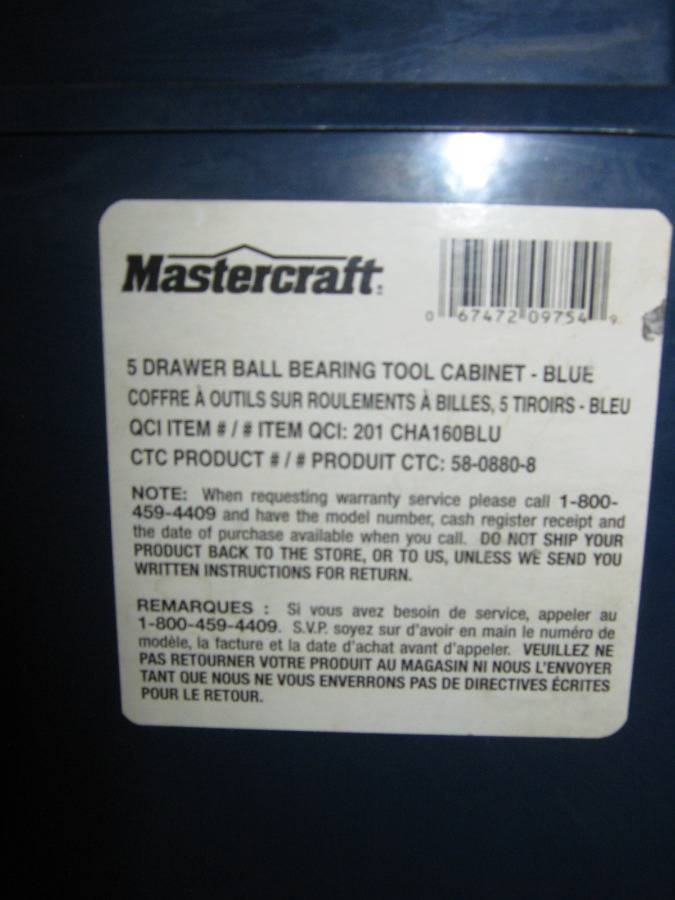 Mastercraft
0 67472 09754 9
5 DRAWER BALL BEARING TOOL CABINET - BLUE
COFFRE À OUTILS SUR ROULEMENTS À BILLES, 5 TIROIRS - BLEU
QCI ITEM # / # ITEM QCI: 201 CHA160BLU
CTC PRODUCT # / # PRODUIT CTC: 58-0880-8
NOTE: When requesting warranty service please call 1-800-
459-4409 and have the model number, cash register receipt and
the date of purchase available when you call. DO NOT SHIP YOUR
PRODUCT BACK TO THE STORE, OR TO US, UNLESS WE SEND YOU
WRITTEN INSTRUCTIONS FOR RETURN.
REMARQUES : Si vous avez besoin de service, appeler au
1-800-459-4409. S.V.P. soyez sur d'avoir en main le numéro de
modèle, la facture et la date d'achat avant d'appeler. VEUILLEZ NE
PAS RETOURNER VOTRE PRODUIT AU MAGASIN NI NOUS L'ENVOYER
TANT QUE NOUS NE VOUS ENVERRONS PAS DE DIRECTIVES ÉCRITES
POUR LE RETOUR.